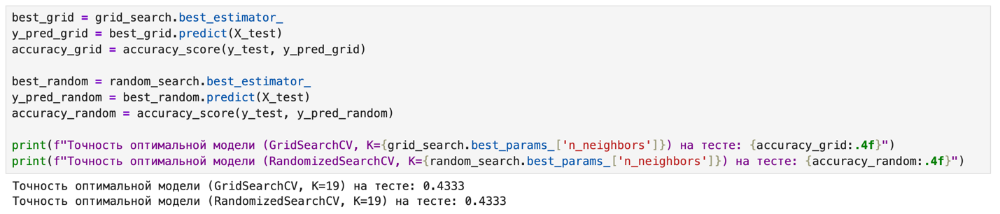 best_grid = grid_search.best_estimator_
y_pred_grid = best_grid.predict(X_test)
accuracy_grid = accuracy_score(y_test, y_pred_grid)

best_random = random_search.best_estimator_
y_pred_random = best_random.predict(X_test)
accuracy_random = accuracy_score(y_test, y_pred_random)

print(f"Точность оптимальной модели (GridSearchCV, K={grid_search.best_params_['n_neighbors']}) на тесте: {accuracy_grid:.4f}")
print(f"Точность оптимальной модели (RandomizedSearchCV, K={random_search.best_params_['n_neighbors']}) на тесте: {accuracy_random:.4f}")
Точность оптимальной модели (GridSearchCV, K=19) на тесте: 0.4333
Точность оптимальной модели (RandomizedSearchCV, K=19) на тесте: 0.4333